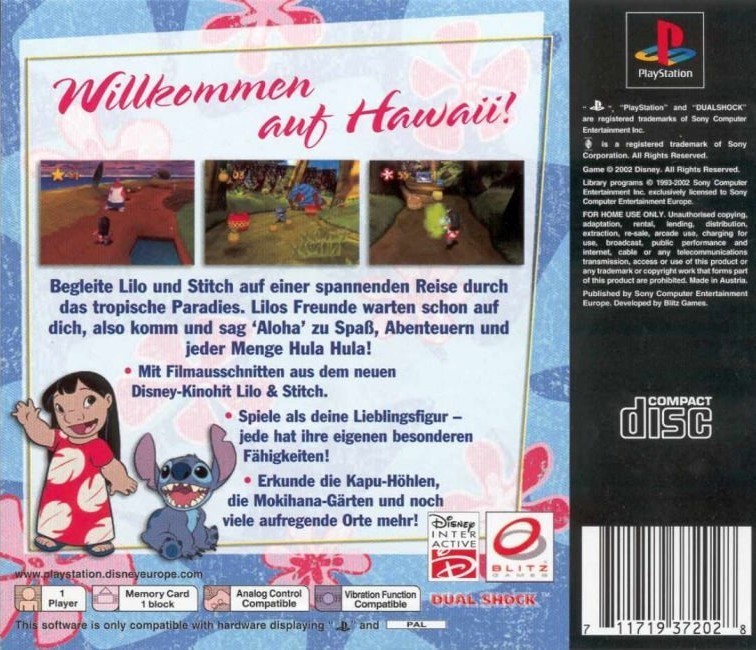 Willkommen
auf Hawaii!
Begleite Lilo und Stitch auf einer spannenden Reise durch
das tropische Paradies. Lilos Freunde warten schon auf
dich, also komm und sag ‘Aloha’ zu Spaß, Abenteuern und
jeder Menge Hula Hula!
• Mit Filmausschnitten aus dem neuen
Disney-Kinohit Lilo & Stitch.
• Spiele als deine Lieblingsfigur –
jede hat ihre eigenen besonderen
Fähigkeiten!
• Erkunde die Kapu-Höhlen,
die Mokihana-Gärten und noch
viele aufregende Orte mehr!
Disney
INTER
ACTIVE
BLITZ
GAMES
www.playstation.disneyeurope.com
1
Player
Memory Card
1 block
Analog Control
Compatible
Vibration Function
Compatible
DUAL SHOCK™
This software is only compatible with hardware displaying " " and PAL
PlayStation
" ", "PlayStation" and "DUALSHOCK"
are registered trademarks of Sony Computer
Entertainment Inc.
is a registered trademark of Sony
Corporation. All Rights Reserved.
Game © 2002 Disney. All Rights Reserved.
Library programs © 1993-2002 Sony Computer
Entertainment Inc. exclusively licensed to Sony
Computer Entertainment Europe.
FOR HOME USE ONLY. Unauthorised copying,
adaptation, rental, lending, distribution,
extraction, re-sale, arcade use, charging for
use, broadcast, public performance and
internet, cable or any telecommunications
transmission, access or use of this product or
any trademark or copyright work that forms part
of this product are prohibited. Made in Austria.
Published by Sony Computer Entertainment
Europe. Developed by Blitz Games.
COMPACT
disc
7 11719 37202 8